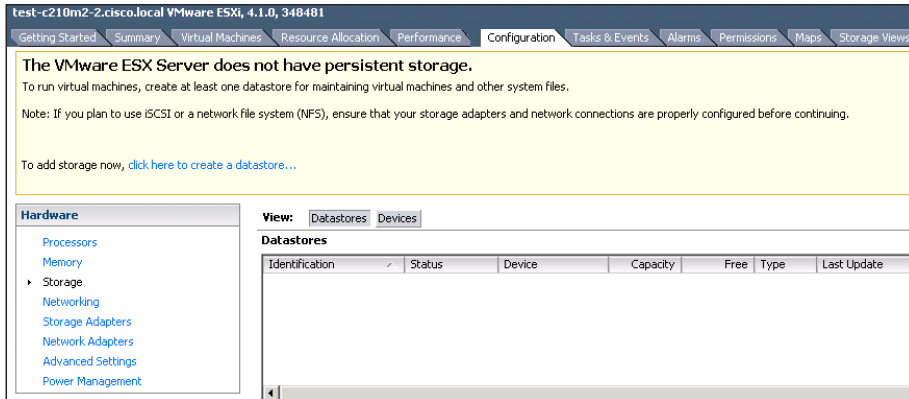 test-c210m2-2.cisco.local VMware ESXi, 4.1.0, 348481
Getting Started Summary Virtual Machines Resource Allocation Performance Configuration Tasks & Events Alarms Permissions Maps Storage Views
The VMware ESX Server does not have persistent storage.
To run virtual machines, create at least one datastore for maintaining virtual machines and other system files.
Note: If you plan to use iSCSI or a network file system (NFS), ensure that your storage adapters and network connections are properly configured before continuing.
To add storage now, click here to create a datastore...
Hardware
Processors
Memory
Storage
Networking
Storage Adapters
Network Adapters
Advanced Settings
Power Management
View: Datastores Devices
Datastores
Identification Status Device Capacity Free Type Last Update